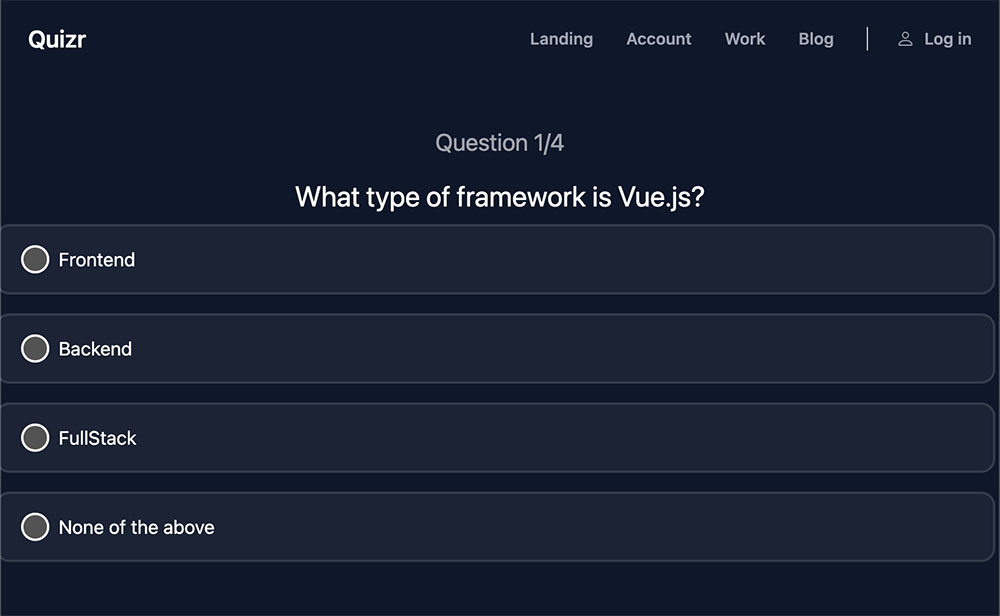 Quizr
Landing Account Work Blog Log in
Question 1/4
What type of framework is Vue.js?
Frontend
Backend
FullStack
None of the above